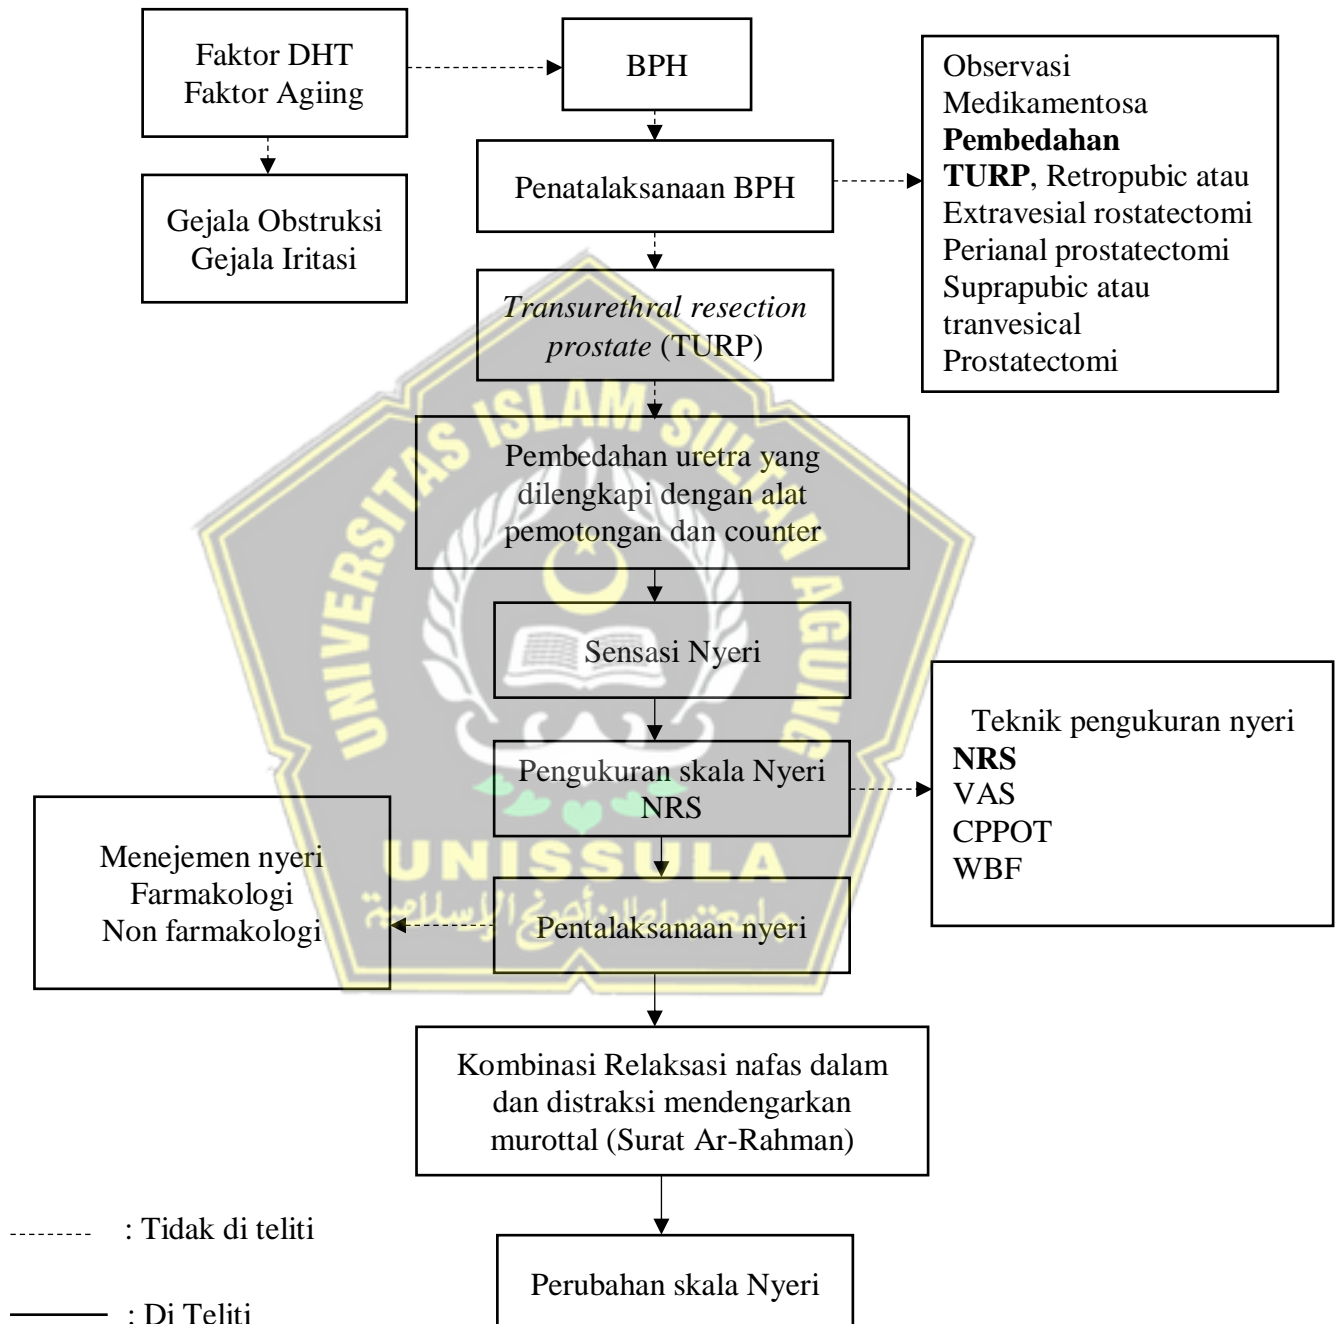 Faktor DHT
Faktor Agiing
BPH
Observasi
Medikamentosa
Pembedahan
TURP, Retropubic atau
Extravesial rostatectomi
Perianal prostatectomi
Suprapubic atau
tranvesical
Prostatectomi
Penatalaksanaan BPH
Gejala Obstruksi
Gejala Iritasi
Transurethral resection
prostate (TURP)
UNIVERSITAS ISLAM SULTAN AGUNG
Pembedahan uretra yang
dilengkapi dengan alat
pemotongan dan counter
Sensasi Nyeri
Pengukuran skala Nyeri
NRS
Teknik pengukuran nyeri
NRS
VAS
CPPOT
WBF
Menejemen nyeri
Farmakologi
Non farmakologi
UNISSULA
جامعتسلطان أجونج الإسلامية
Pentalaksanaan nyeri
Kombinasi Relaksasi nafas dalam
dan distraksi mendengarkan
murottal (Surat Ar-Rahman)
Perubahan skala Nyeri
: Tidak di teliti
: Di Teliti